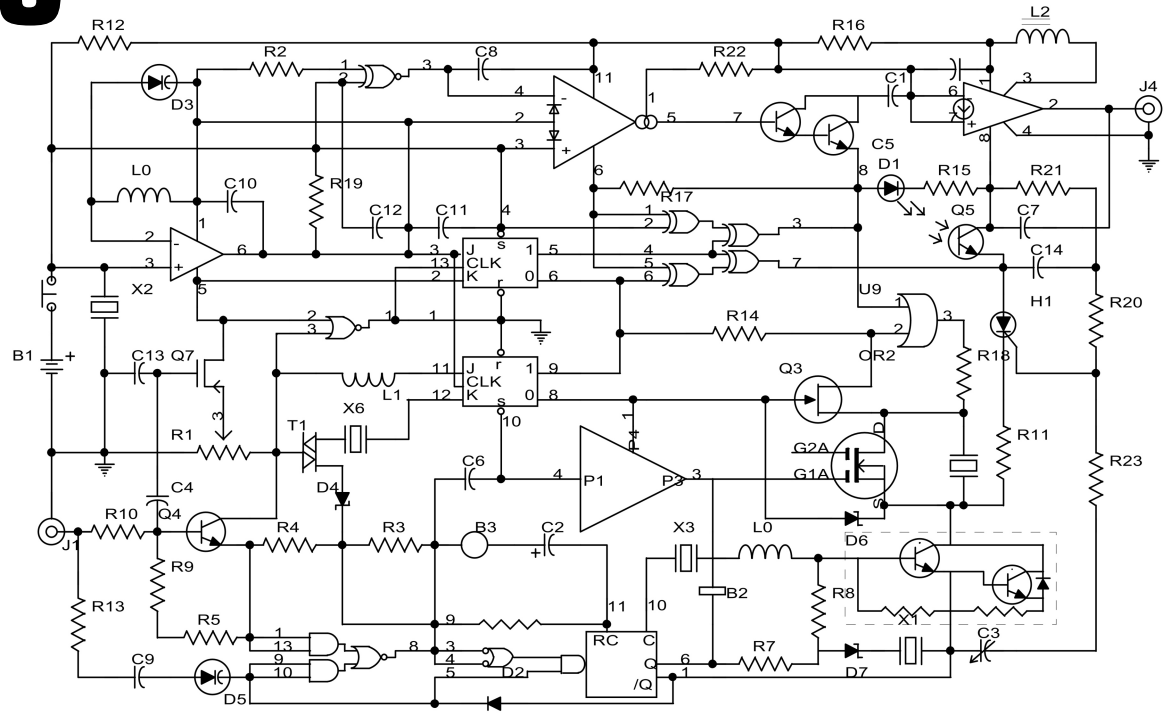 R12
R16
L2
R2
1
2
3
C8
11
R22
C1
6
1
3
D3
4
1
J4
2
5
7
7
2
+
4
3
+
C5
8
6
8
D1
R15
R21
L0
C10
R19
R17
Q5
C12
C11
4
1
2
3
C7
1
2
6
s
C14
3
+
3
J
1
5
4
13
CLK
5
7
X2
5
2
K
r
0
6
6
U9
H1
2
3
1
1
R14
1
2
3
R20
B1
+
C13
Q7
r
OR2
R18
11
J
1
9
Q3
CLK
L1
12
K
s
0
8
3
X6
10
1
R1
T1
P4
D
G2A
R11
C6
4
P1
P3
3
G1A
R23
C4
D4
S
R10
Q4
J1
R4
R3
B3
C2
+
X3
L0
D6
R9
B2
R8
R13
11
10
R5
9
X1
1
13
8
3
RC
C
C3
9
4
Q
6
R7
C9
10
5
D2
/Q
1
D7
D5